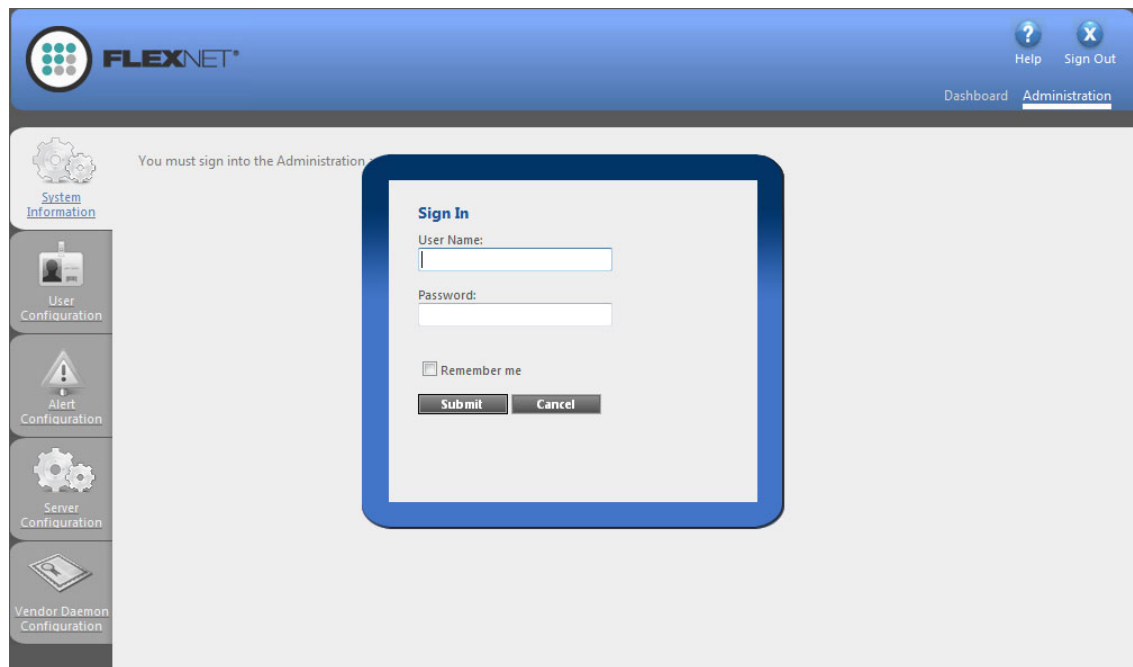 FLEXNET®
?
X
Help
Sign Out
Dashboard
Administration
System
Information
User
Configuration
Alert
Configuration
Server
Configuration
Vendor Daemon
Configuration
You must sign into the Administration
Sign In
User Name:
Password:
Remember me
Submit
Cancel